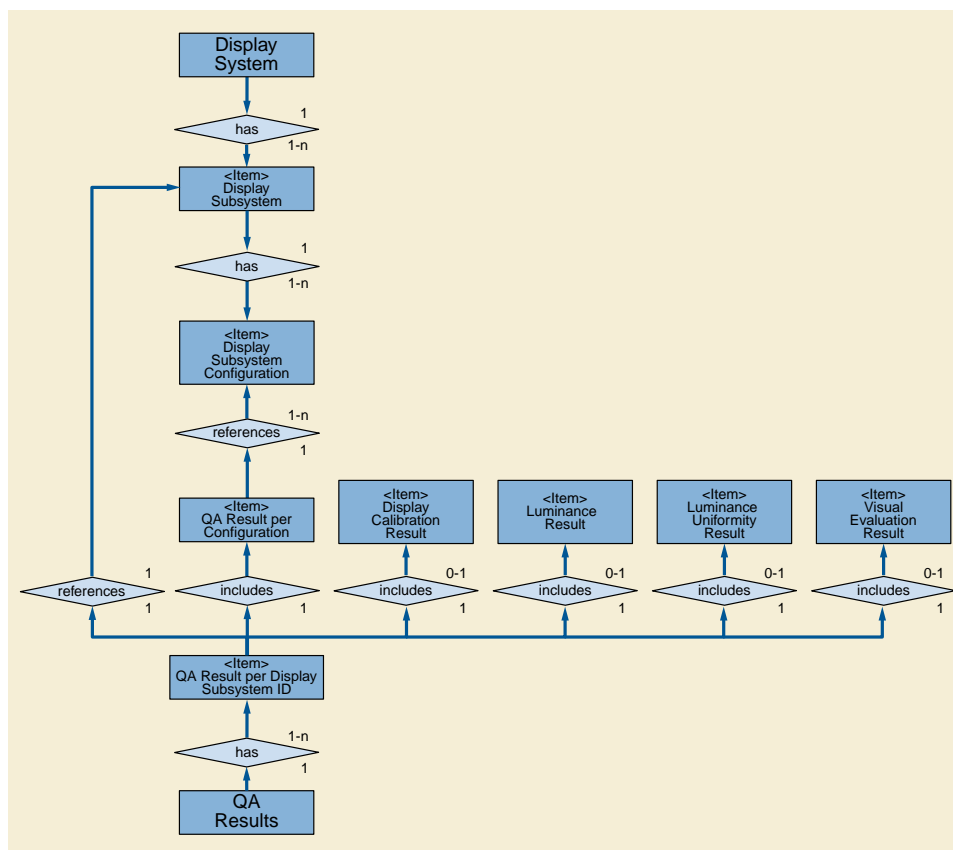 Display
System
1
has
1-n
<Item>
Display
Subsystem
1
has
1-n
<Item>
Display
Subsystem
Configuration
1-n
references
1
<Item>
QA Result per
Configuration
<Item>
Display
Calibration
Result
<Item>
Luminance
Result
<Item>
Luminance
Uniformity
Result
<Item>
Visual
Evaluation
Result
1
references
1
includes
1
0-1
includes
1
0-1
includes
1
0-1
includes
1
0-1
includes
1
<Item>
QA Result per Display
Subsystem ID
1-n
has
1
QA
Results